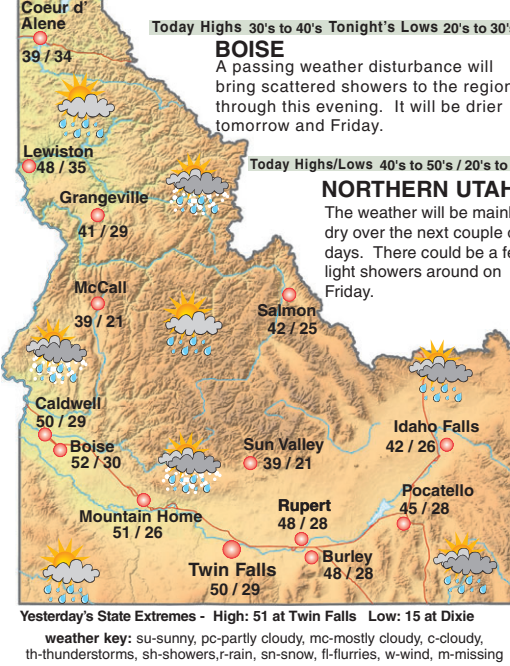 Coeur d'
Alene
39 / 34
Today Highs 30's to 40's Tonight's Lows 20's to 30's
BOISE
A passing weather disturbance will
bring scattered showers to the region
through this evening. It will be drier
tomorrow and Friday.
Lewiston
48 / 35
Today Highs/Lows 40's to 50's / 20's to
Grangeville
41 / 29
NORTHERN UTAH
The weather will be mainl
dry over the next couple o
days. There could be a fe
light showers around on
Friday.
McCall
39 / 21
Salmon
42 / 25
Caldwell
50 / 29
Boise
52 / 30
Sun Valley
39 / 21
Idaho Falls
42 / 26
Mountain Home
51 / 26
Rupert
48 / 28
Pocatello
45 / 28
Twin Falls
50 / 29
Burley
48 / 28
Yesterday's State Extremes - High: 51 at Twin Falls Low: 15 at Dixie
weather key: su-sunny, pc-partly cloudy, mc-mostly cloudy, c-cloudy,
th-thunderstorms, sh-showers,r-rain, sn-snow, fl-flurries, w-wind, m-missing